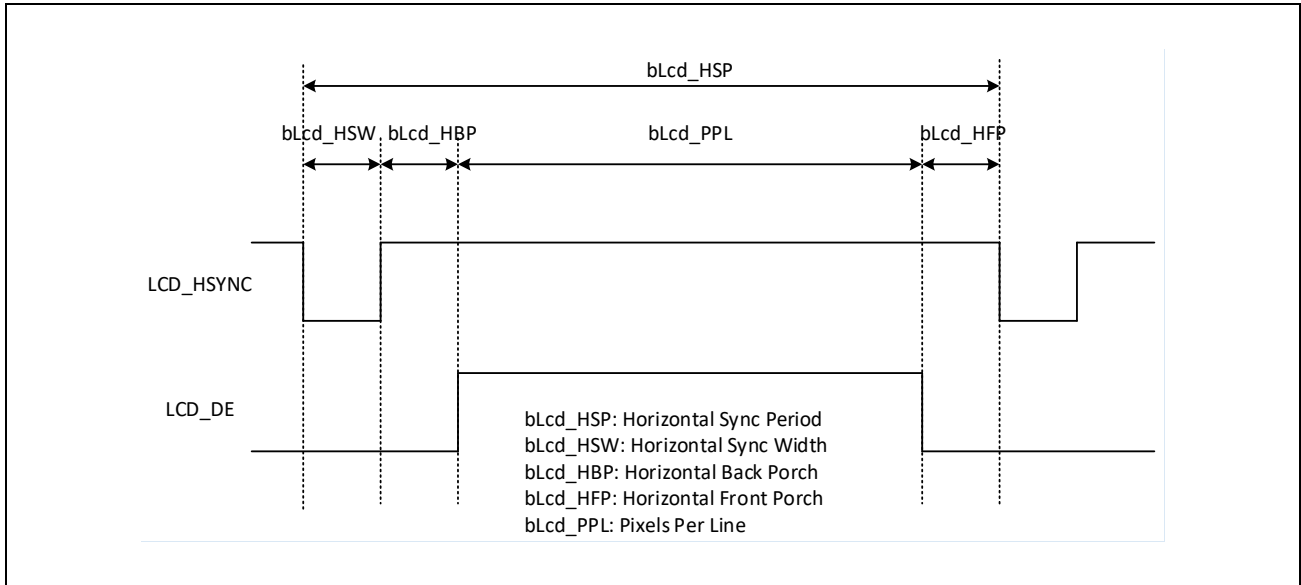 bLcd_HSP
bLcd_HSW bLcd_HBP bLcd_PPL bLcd_HFP
LCD_HSYNC
LCD_DE
bLcd_HSP: Horizontal Sync Period
bLcd_HSW: Horizontal Sync Width
bLcd_HBP: Horizontal Back Porch
bLcd_HFP: Horizontal Front Porch
bLcd_PPL: Pixels Per Line